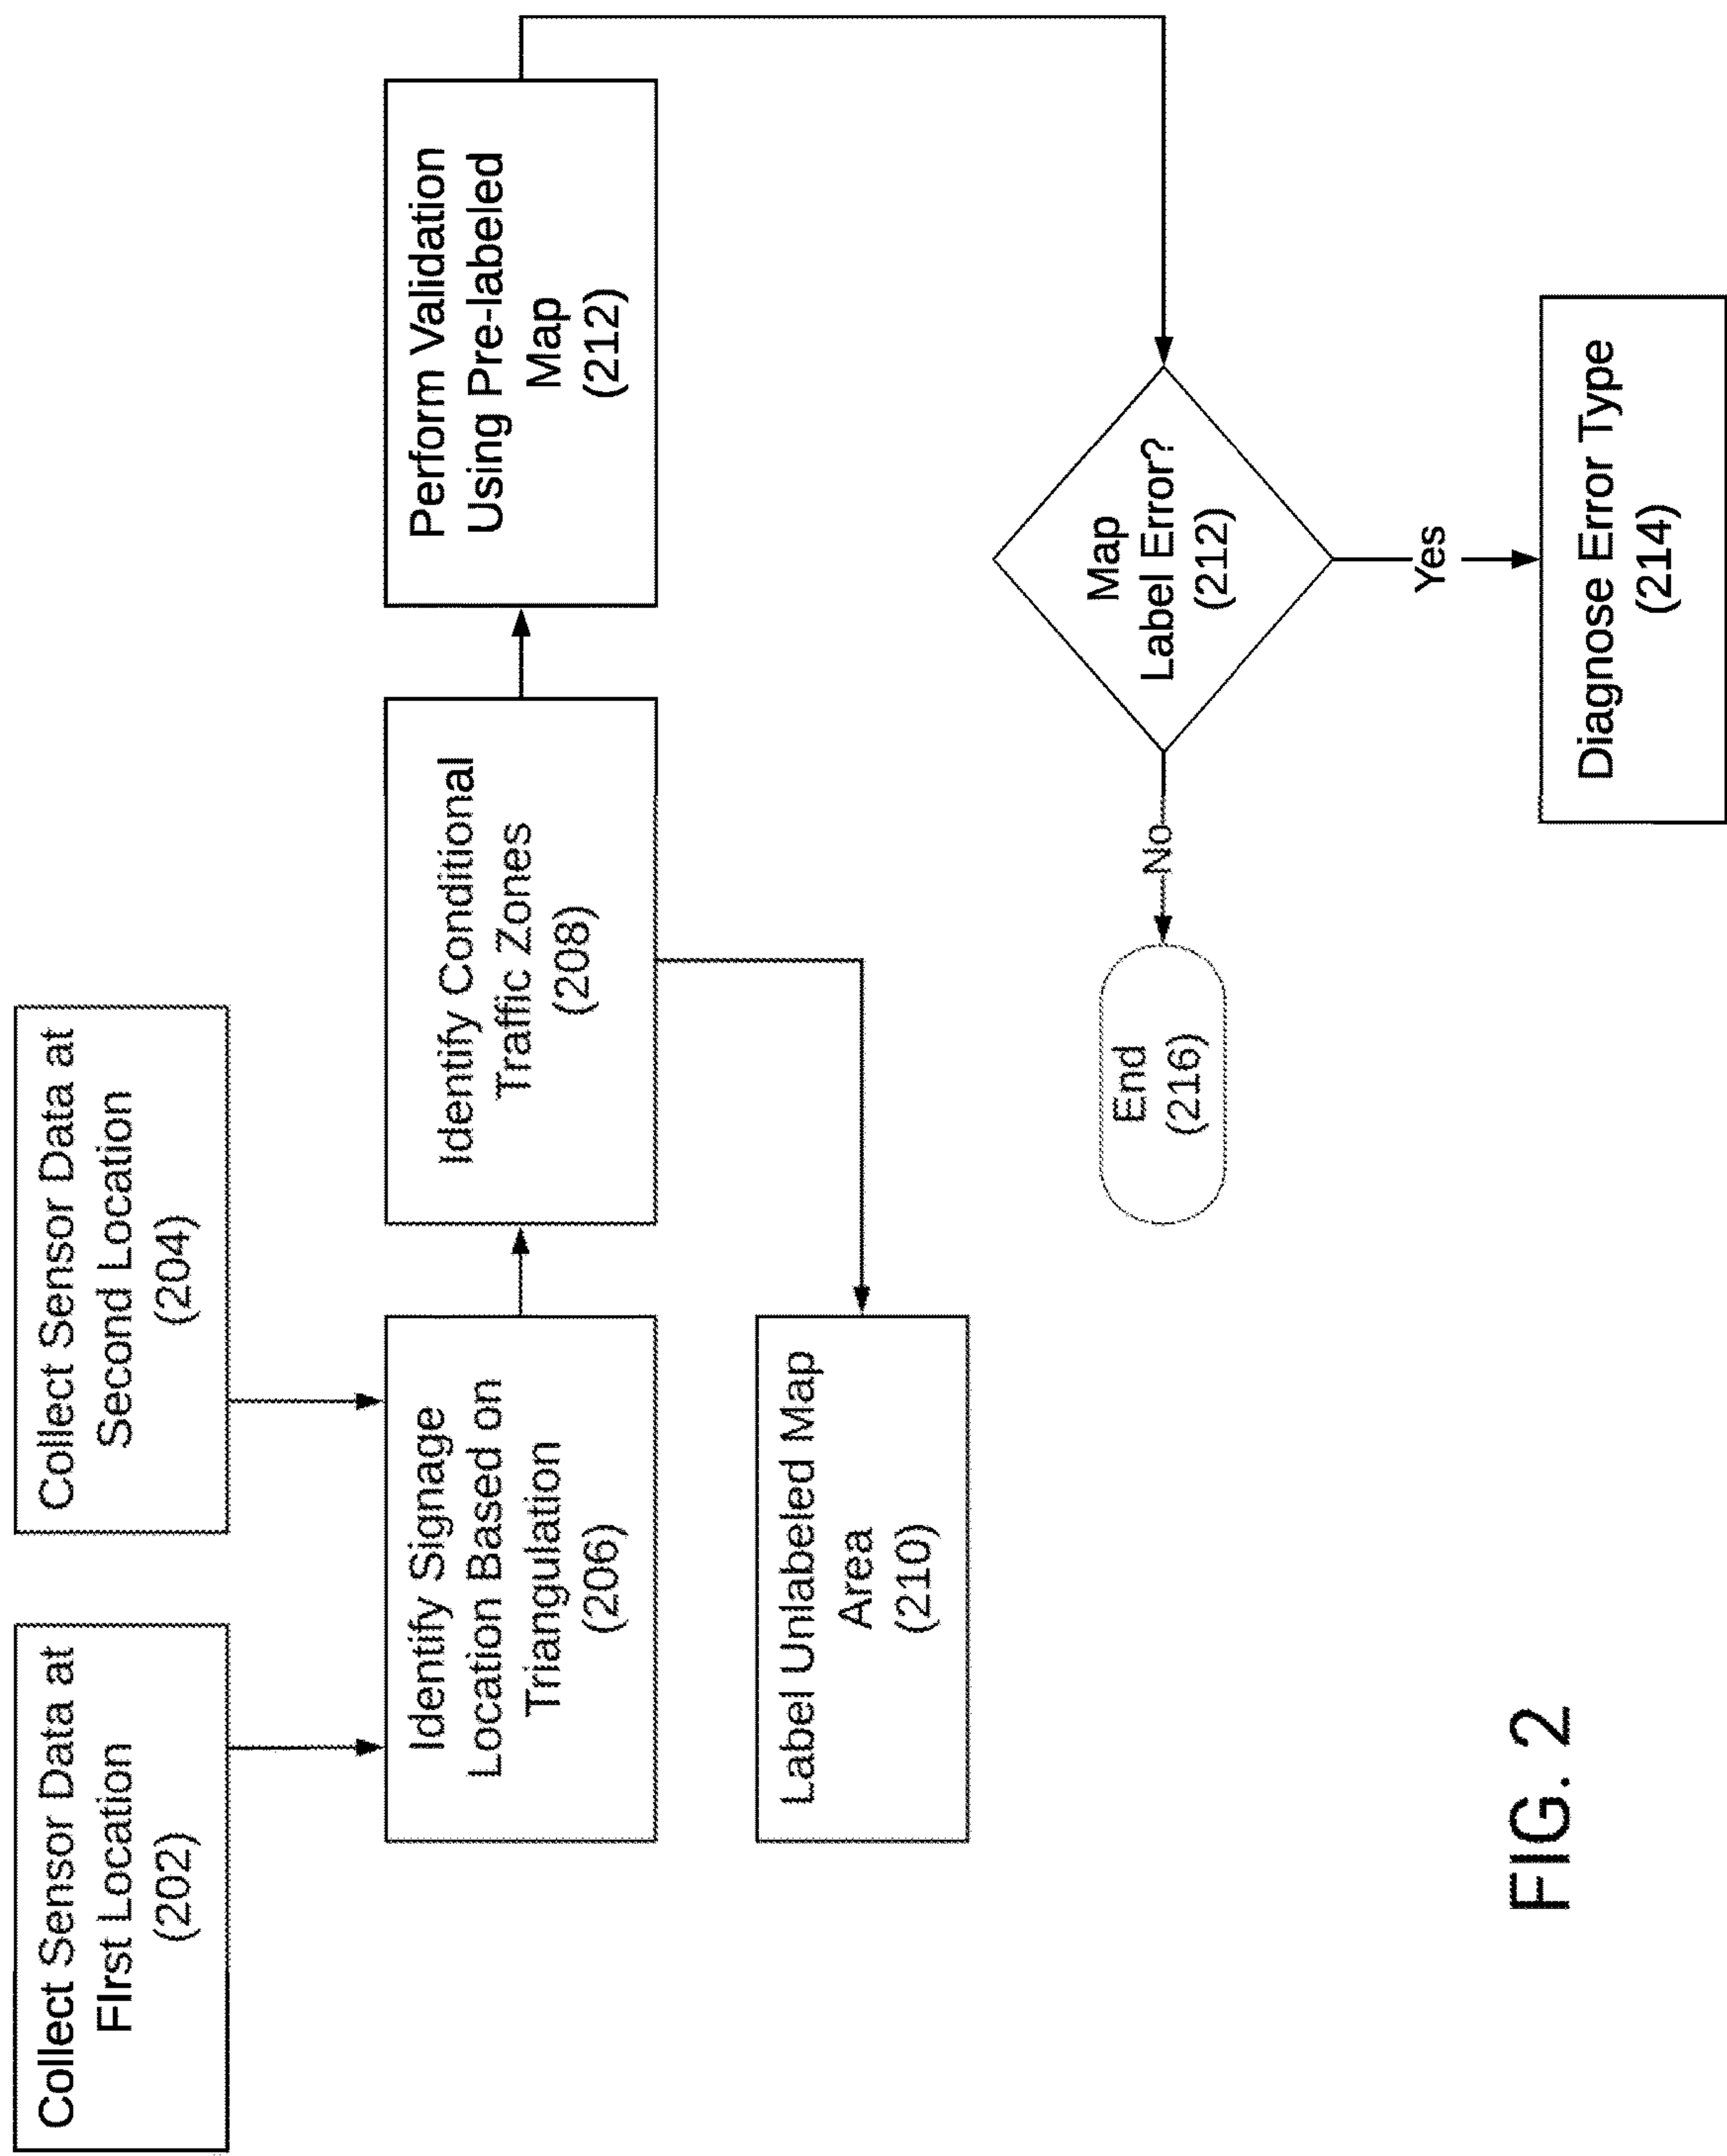 Collect Sensor Data at
FIrst Location
(202)
Collect Sensor Data at
Second Location
(204)
Identify Signage
Location Based on
Triangulation
(206)
Identify Conditional
Traffic Zones
(208)
Perform Validation
Using Pre-labeled
Map
(212)
Label Unlabeled Map
Area
(210)
Map
Label Error?
(212)
No
Yes
End
(216)
Diagnose Error Type
(214)
FIG. 2